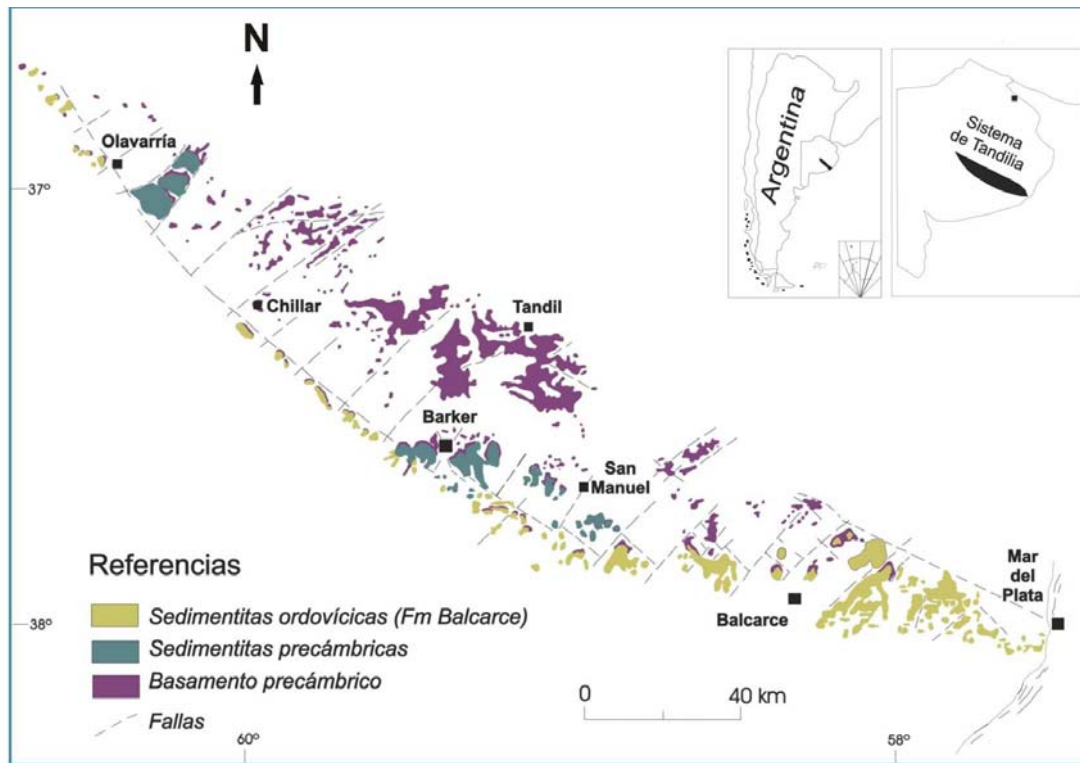 N
Olavarría
37º
Chillar
Tandil
Barker
San
Manuel
Balcarce
Mar
del
Plata
38º
Argentina
Sistema
de Tandilia
Referencias
Sedimentitas ordovícicas (Fm Balcarce)
Sedimentitas precámbricas
Basamento precámbrico
Fallas
0 40 km
60º 58º